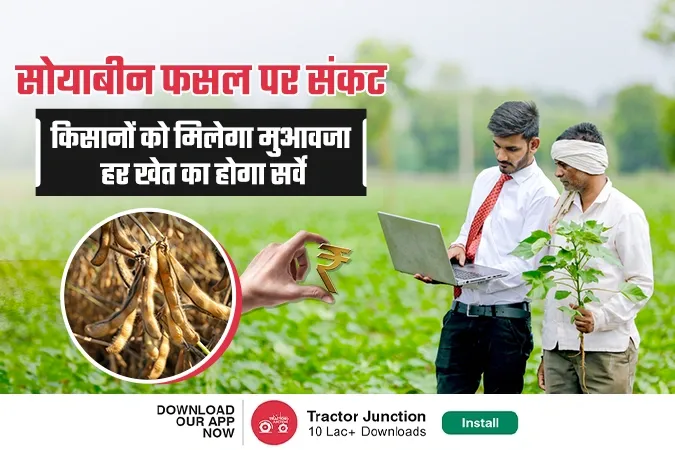 सोयाबीन फसल पर संकट
किसानों को मिलेगा मुआवजा
हर खेत का होगा सर्वे
DOWNLOAD
OUR APP
NOW
Tractor Junction
10 Lac+ Downloads
Install